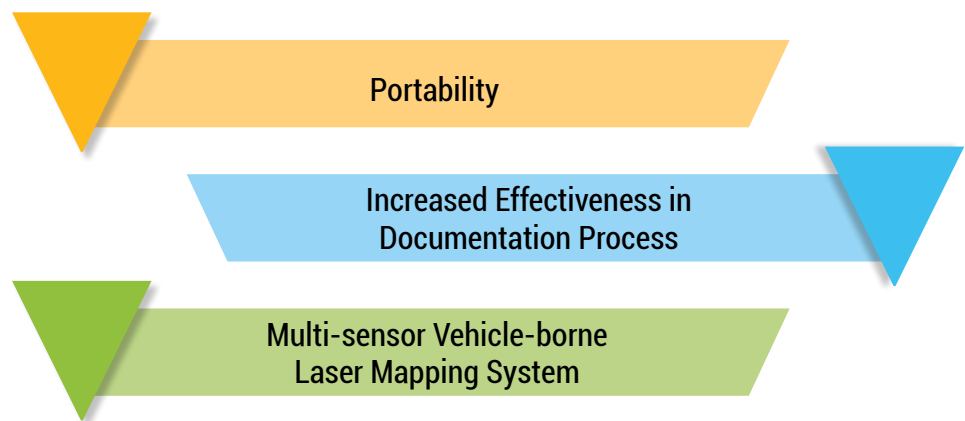 Portability
Increased Effectiveness in
Documentation Process
Multi-sensor Vehicle-borne
Laser Mapping System